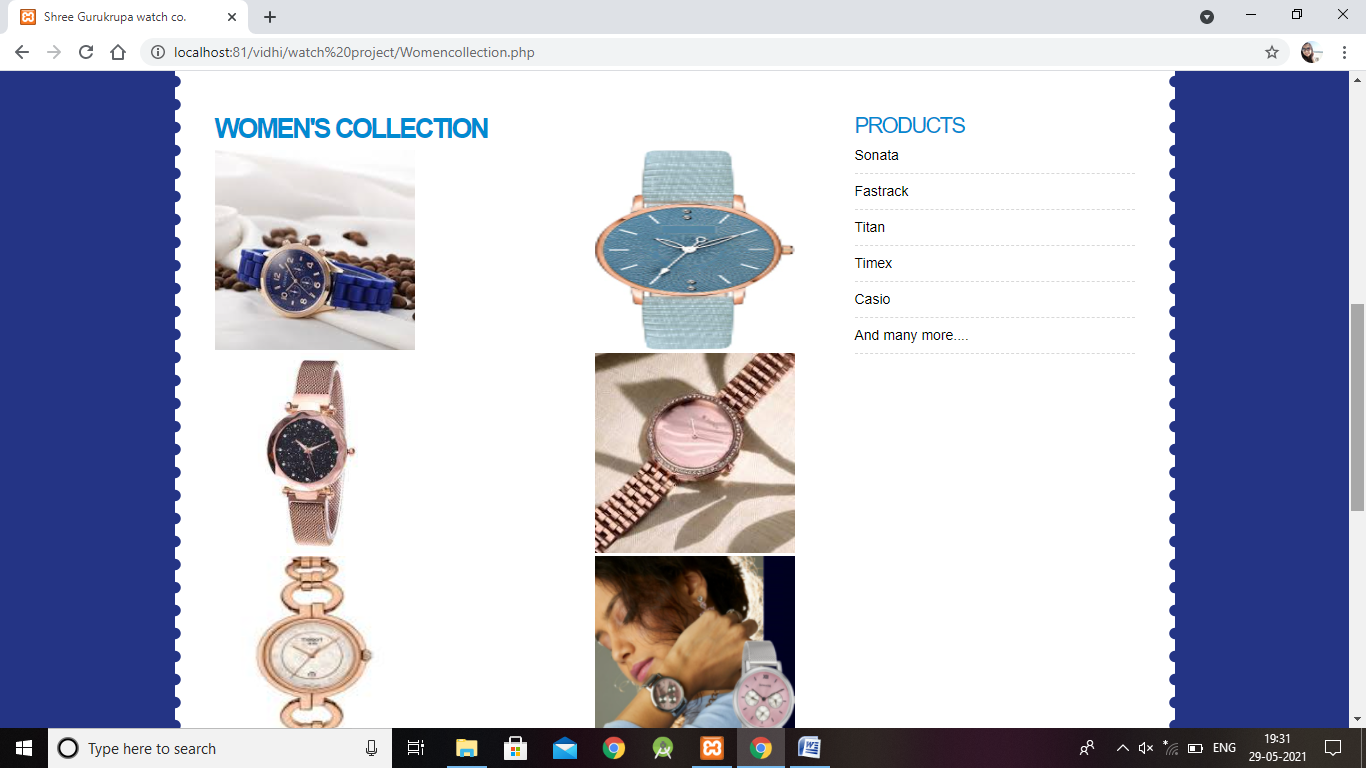 Shree Gurukrupa watch co.
localhost:81/vidhi/watch%20project/Womencollection.php
WOMEN'S COLLECTION
PRODUCTS
Sonata
Fastrack
Titan
Timex
Casio
And many more....
Type here to search
ENG
19:31
29-05-2021